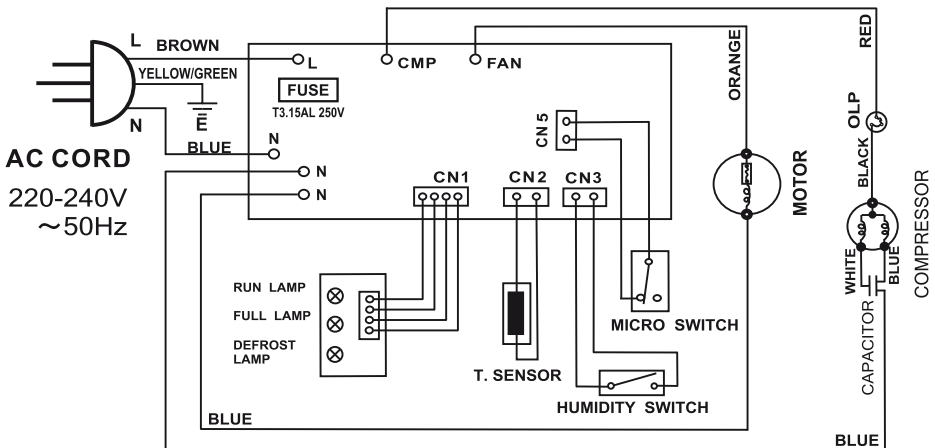 L
BROWN
L
CMP
FAN
RED
YELLOW/GREEN
ORANGE
FUSE
T3.15AL 250V
E
OLP
N
N
BLUE
CN5
AC CORD
220-240V
~50Hz
N
N
CN1
CN2
CN3
MOTOR
BLACK
COMPRESSOR
WHITE
BLUE
CAPACITOR
RUN LAMP
FULL LAMP
DEFROST
LAMP
MICRO SWITCH
T. SENSOR
HUMIDITY SWITCH
BLUE
BLUE